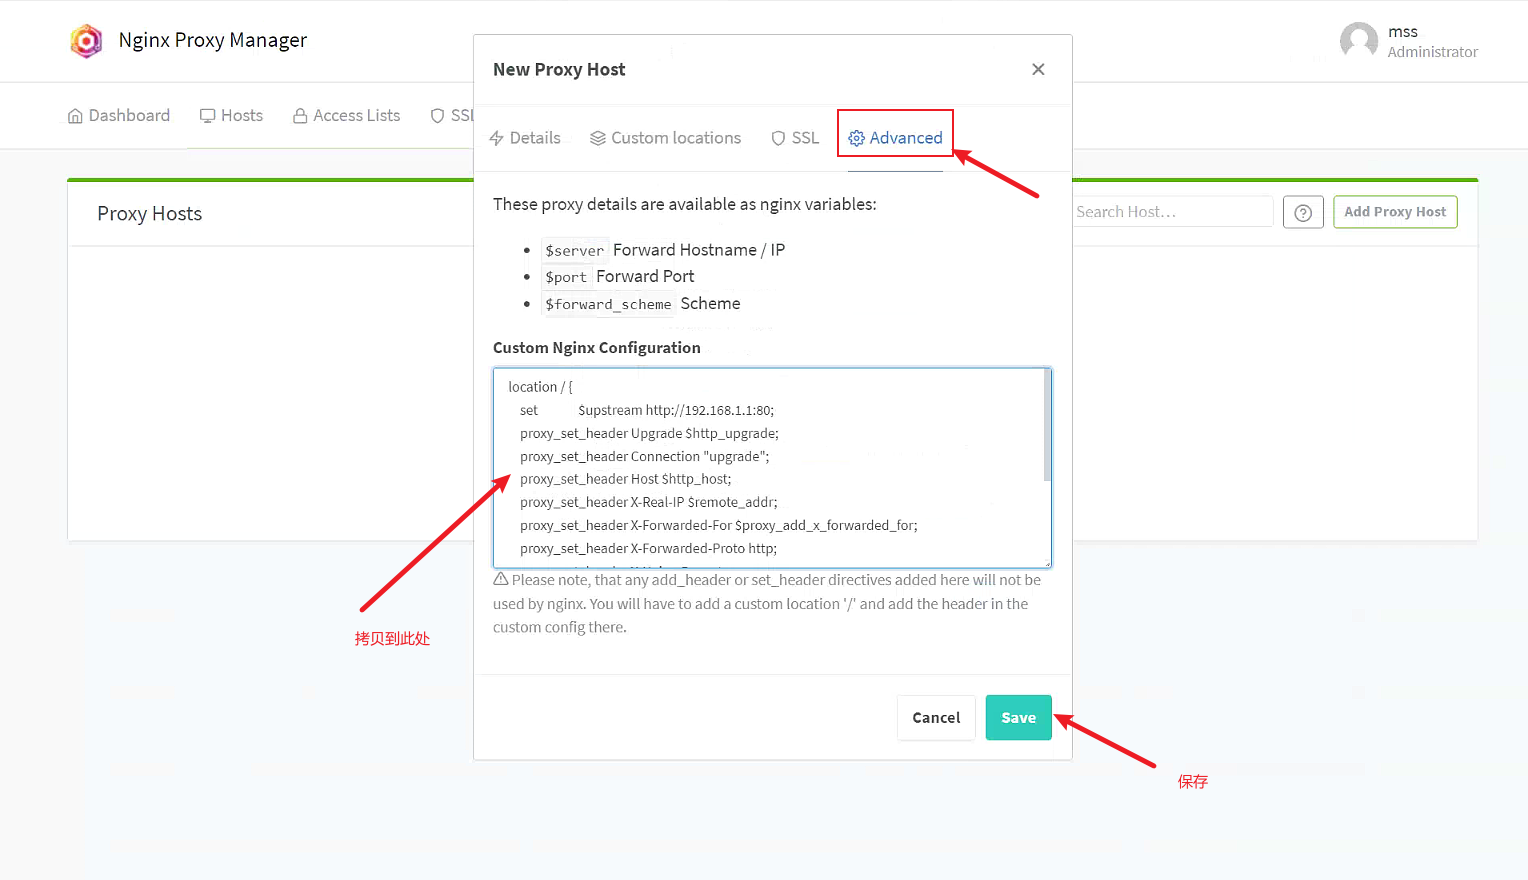 Nginx Proxy Manager
mss
Administrator
Dashboard
Hosts
Access Lists
SSL
Proxy Hosts
Search Host…
Add Proxy Host
New Proxy Host
Details
Custom locations
SSL
Advanced
These proxy details are available as nginx variables:
$server Forward Hostname / IP
$port Forward Port
$forward_scheme Scheme
Custom Nginx Configuration
location / {
set $upstream http://192.168.1.1:80;
proxy_set_header Upgrade $http_upgrade;
proxy_set_header Connection "upgrade";
proxy_set_header Host $http_host;
proxy_set_header X-Real-IP $remote_addr;
proxy_set_header X-Forwarded-For $proxy_add_x_forwarded_for;
proxy_set_header X-Forwarded-Proto http;
Please note, that any add_header or set_header directives added here will not be
used by nginx. You will have to add a custom location '/' and add the header in the
custom config there.
拷贝到此处
Cancel
Save
保存